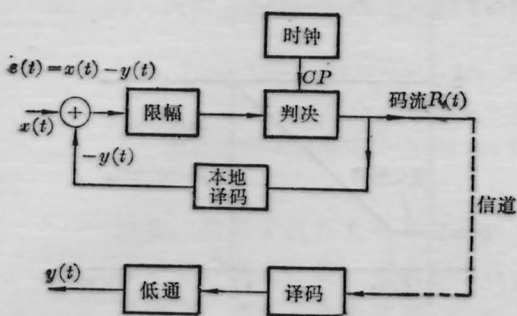 时钟
e(t)=x(t)-y(t)
CP
码流R(t)
x(t)
限幅
判决
-y(t)
本地
译码
信道
y(t)
低通
译码